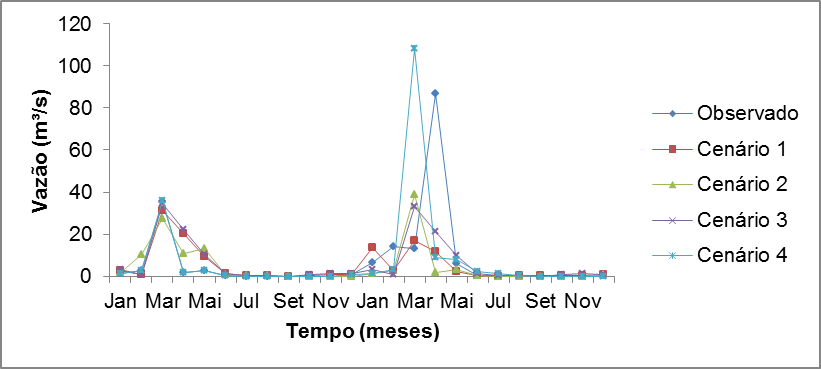 120
100
80
60
40
20
0
Vazão (m³/s)
Jan Mar Mai Jul Set Nov Jan Mar Mai Jul Set Nov
Tempo (meses)
Observado
Cenário 1
Cenário 2
Cenário 3
Cenário 4